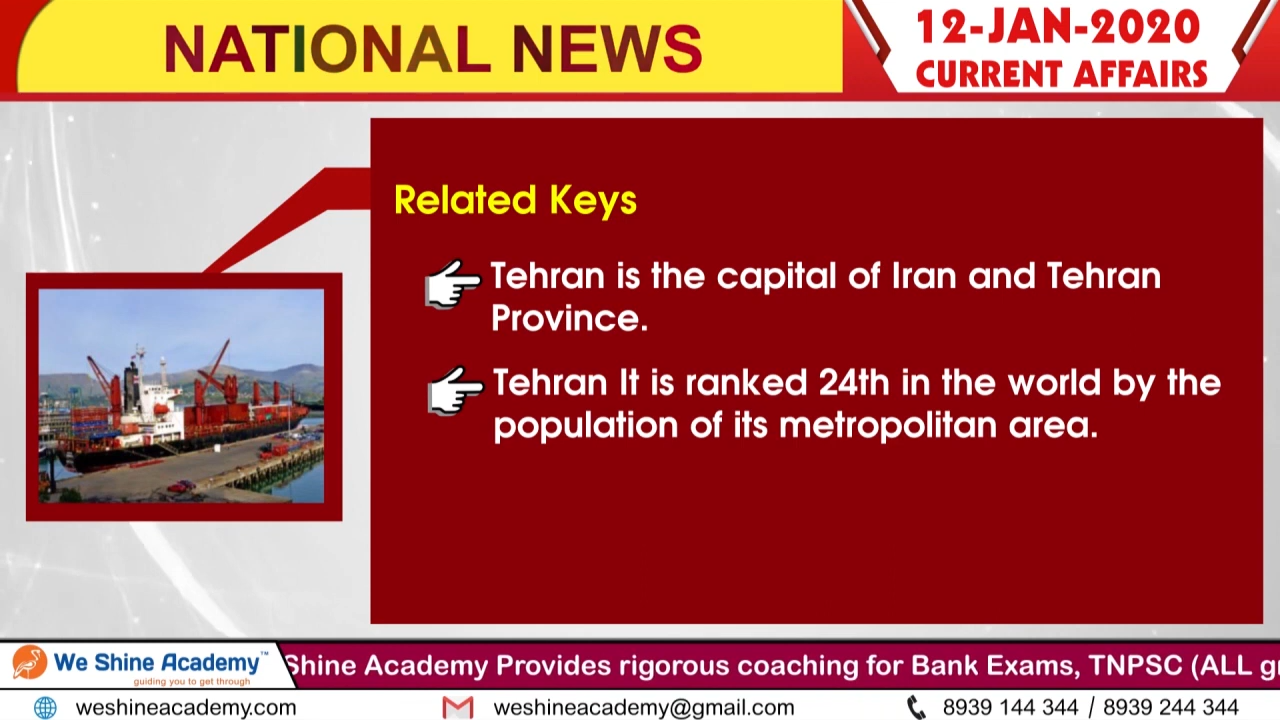 NATIONAL NEWS
12-JAN-2020
CURRENT AFFAIRS
Related Keys
Tehran is the capital of Iran and Tehran
Province.
Tehran It is ranked 24th in the world by the
population of its metropolitan area.
We Shine Academy™
guiding you to get through
Shine Academy Provides rigorous coaching for Bank Exams, TNPSC (ALL
weshineacademy.com
weshineacademy@gmail.com
8939 144 344 / 8939 244 344